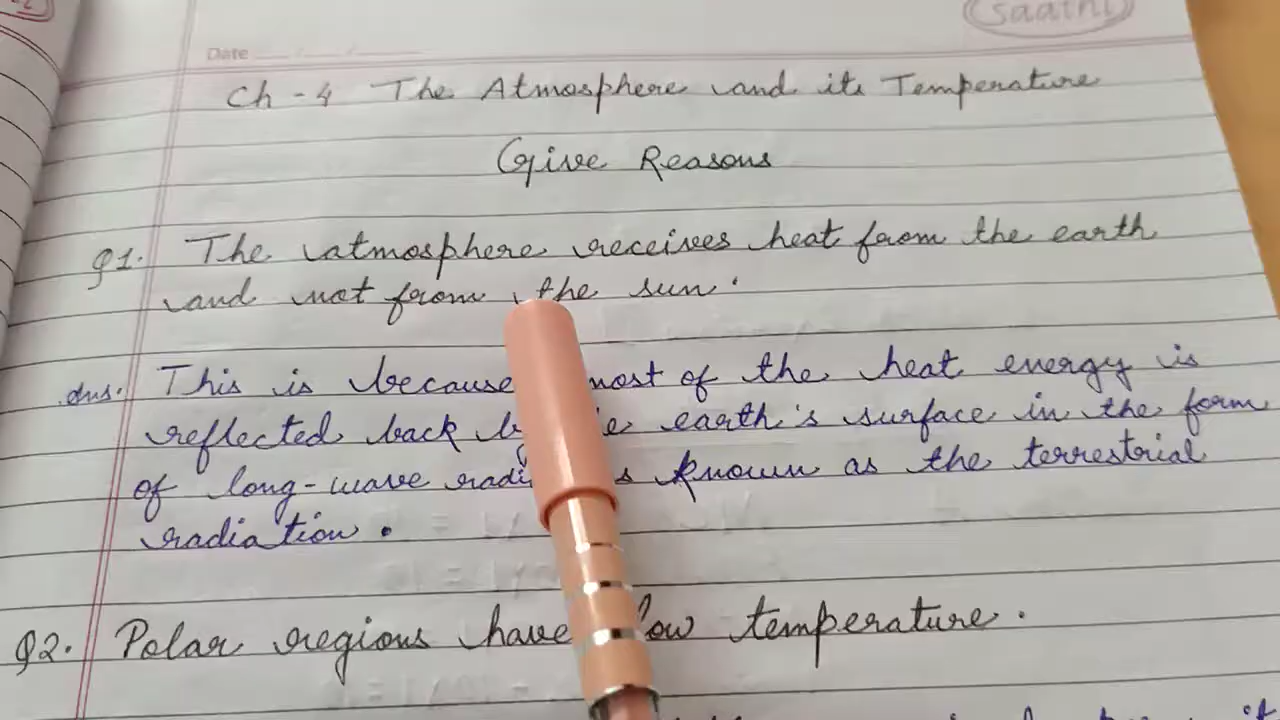 saathi
Date
Ch - 4 The Atmosphere and its Temperature
Give Reasons
Q1. The atmosphere receives heat from the earth
and not from the sun.
Ans. This is because most of the heat energy is
reflected back earth's surface in the form
of long-wave known as the terrestrial
radiation.
Q2. Polar regions have low temperature.